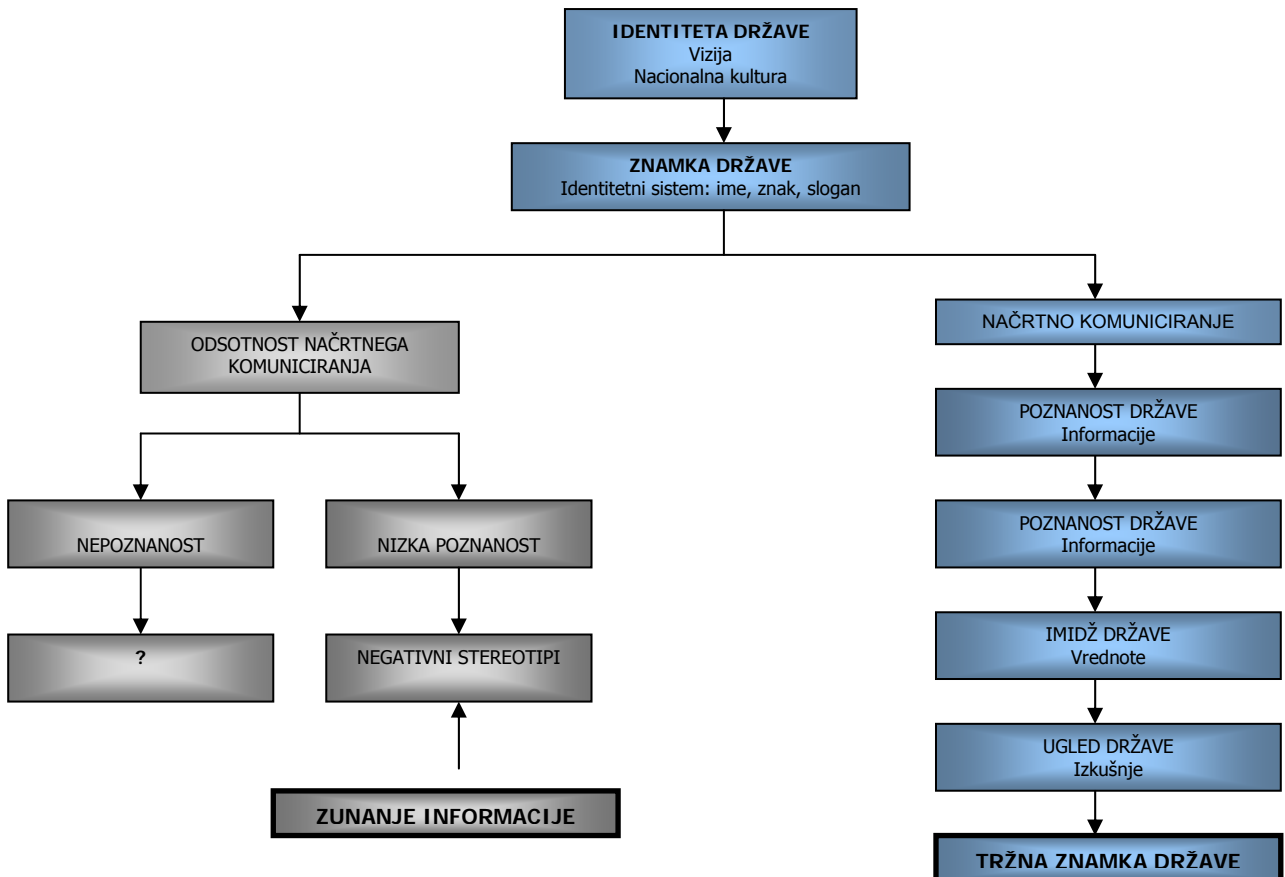 IDENTITETA DRŽAVE
Vizija
Nacionalna kultura
ZNAMKA DRŽAVE
Identitetni sistem: ime, znak, slogan
ODSOTNOST NAČRTNEGA
KOMUNICIRANJA
NEPOZNANOST
NIZKA POZNANOST
?
NEGATIVNI STEREOTIPI
ZUNANJE INFORMACIJE
NAČRTNO KOMUNICIRANJE
POZNANOST DRŽAVE
Informacije
POZNANOST DRŽAVE
Informacije
IMIDŽ DRŽAVE
Vrednote
UGLED DRŽAVE
Izkušnje
TRŽNA ZNAMKA DRŽAVE